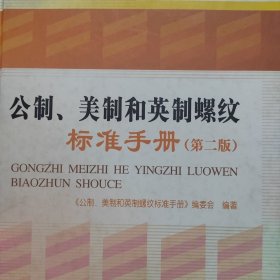 公制、美制和英制螺纹
标准手册(第二版)
GONGZHI MEIZHI HE YINGZHI LUOWEN
BIAOZHUN SHOUCE
《公制、美制和英制螺纹标准手册》编委会 编著